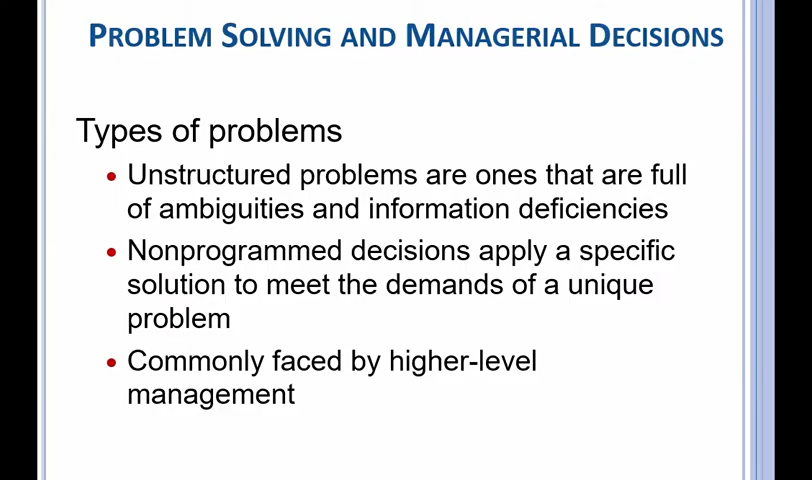 PROBLEM SOLVING AND MANAGERIAL DECISIONS
Types of problems
• Unstructured problems are ones that are full
of ambiguities and information deficiencies
• Nonprogrammed decisions apply a specific
solution to meet the demands of a unique
problem
• Commonly faced by higher-level
management